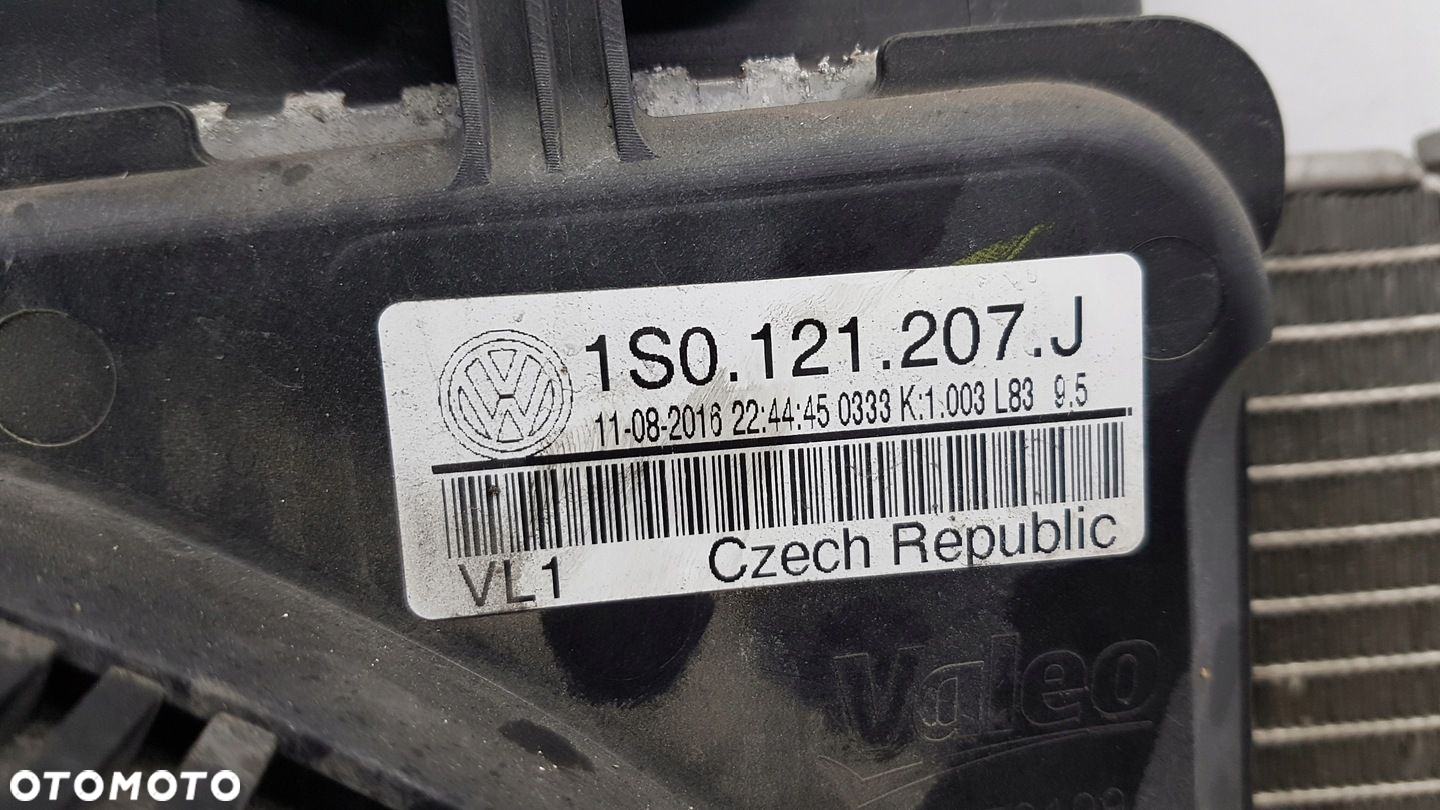 1S0.121.207.J
11-08-2016 22:44:45 0333 K:1.003 L83 9.5
VL1 Czech Republic
Valeo
OTOMOTO